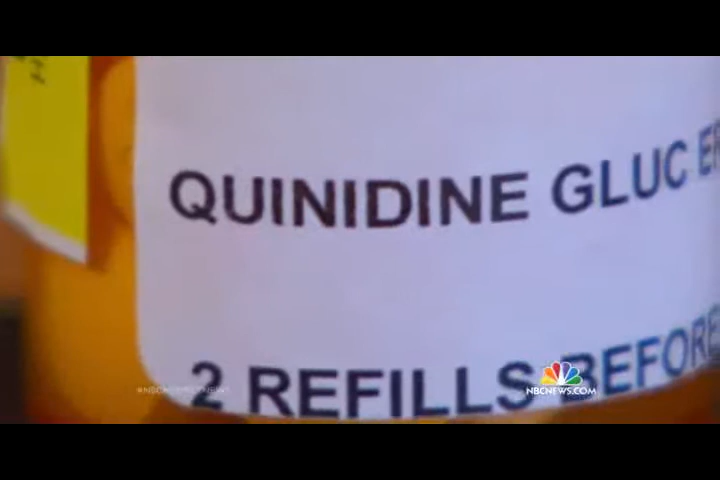 QUINIDINE GLUC ER
2 REFILLS BEFORE
NBCNEWS.COM